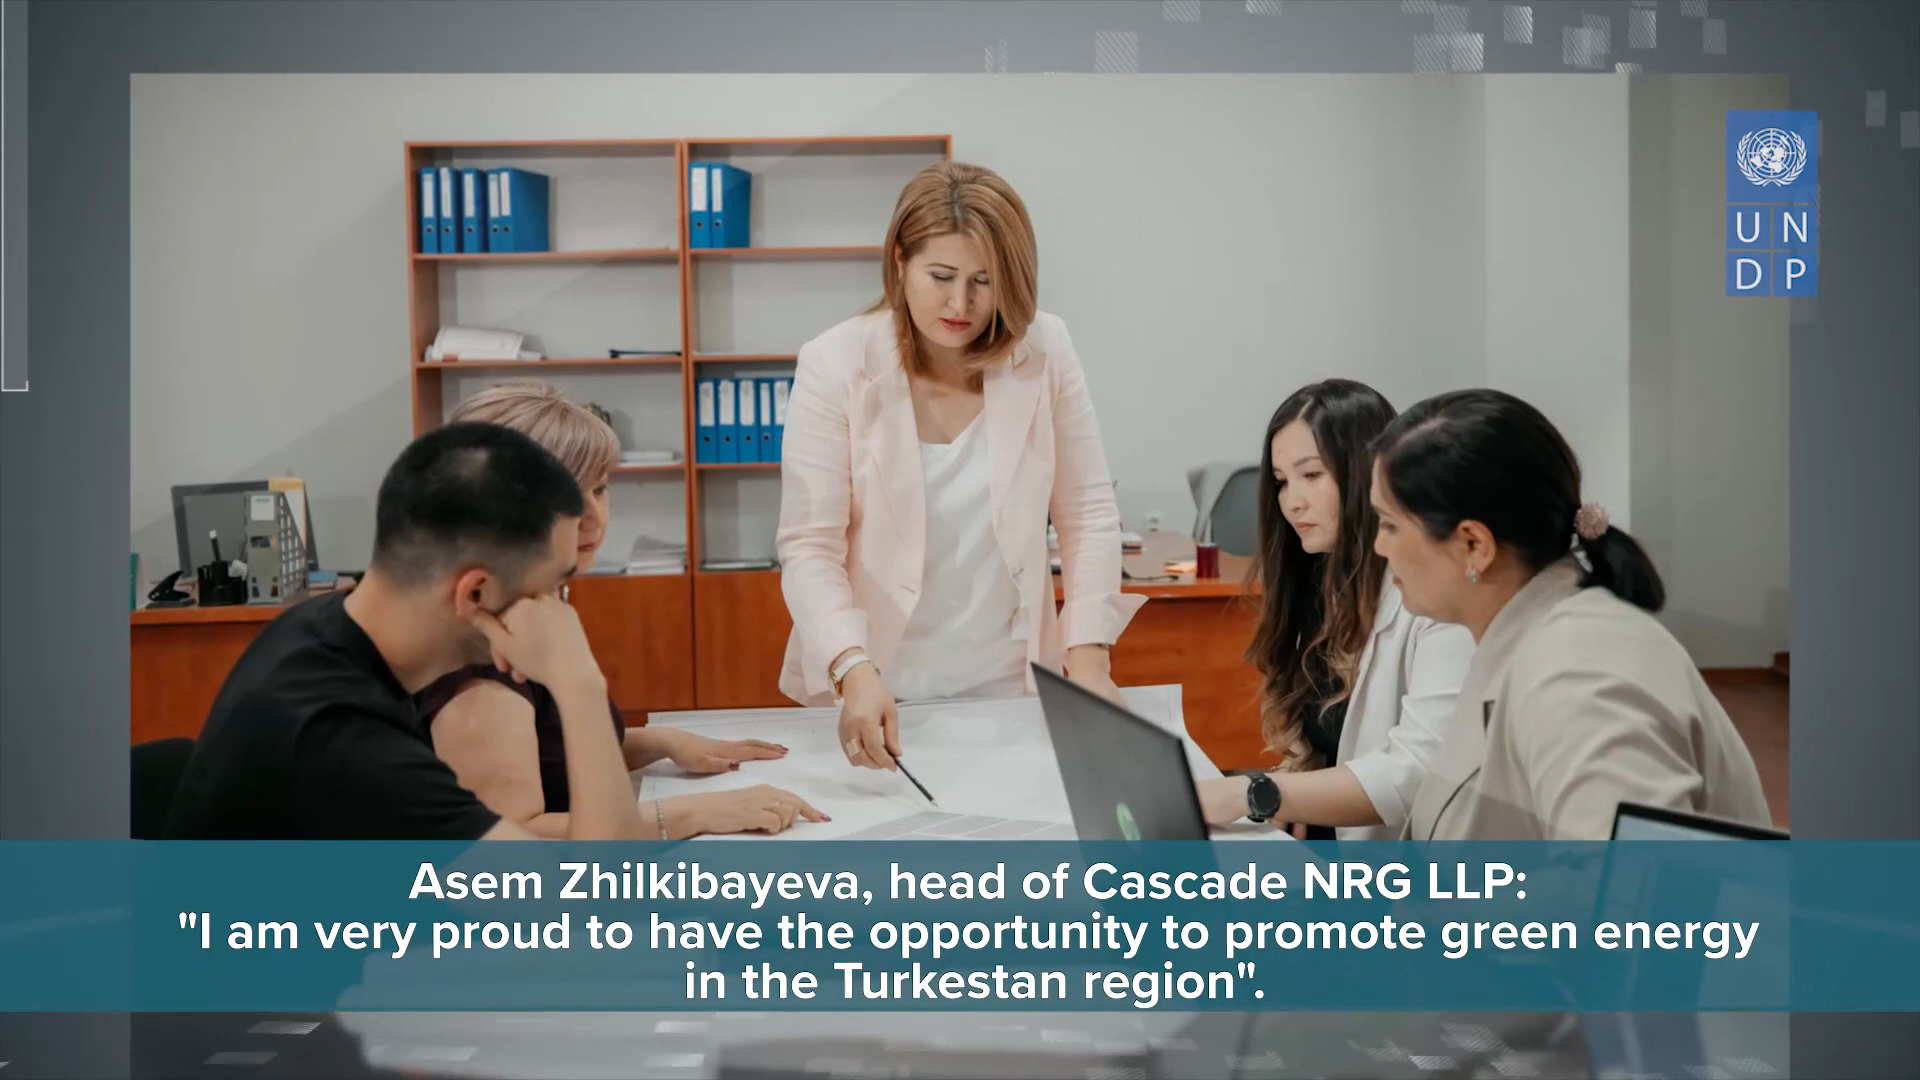 U N
D P
Asem Zhilkibayeva, head of Cascade NRG LLP:
"I am very proud to have the opportunity to promote green energy
in the Turkestan region".